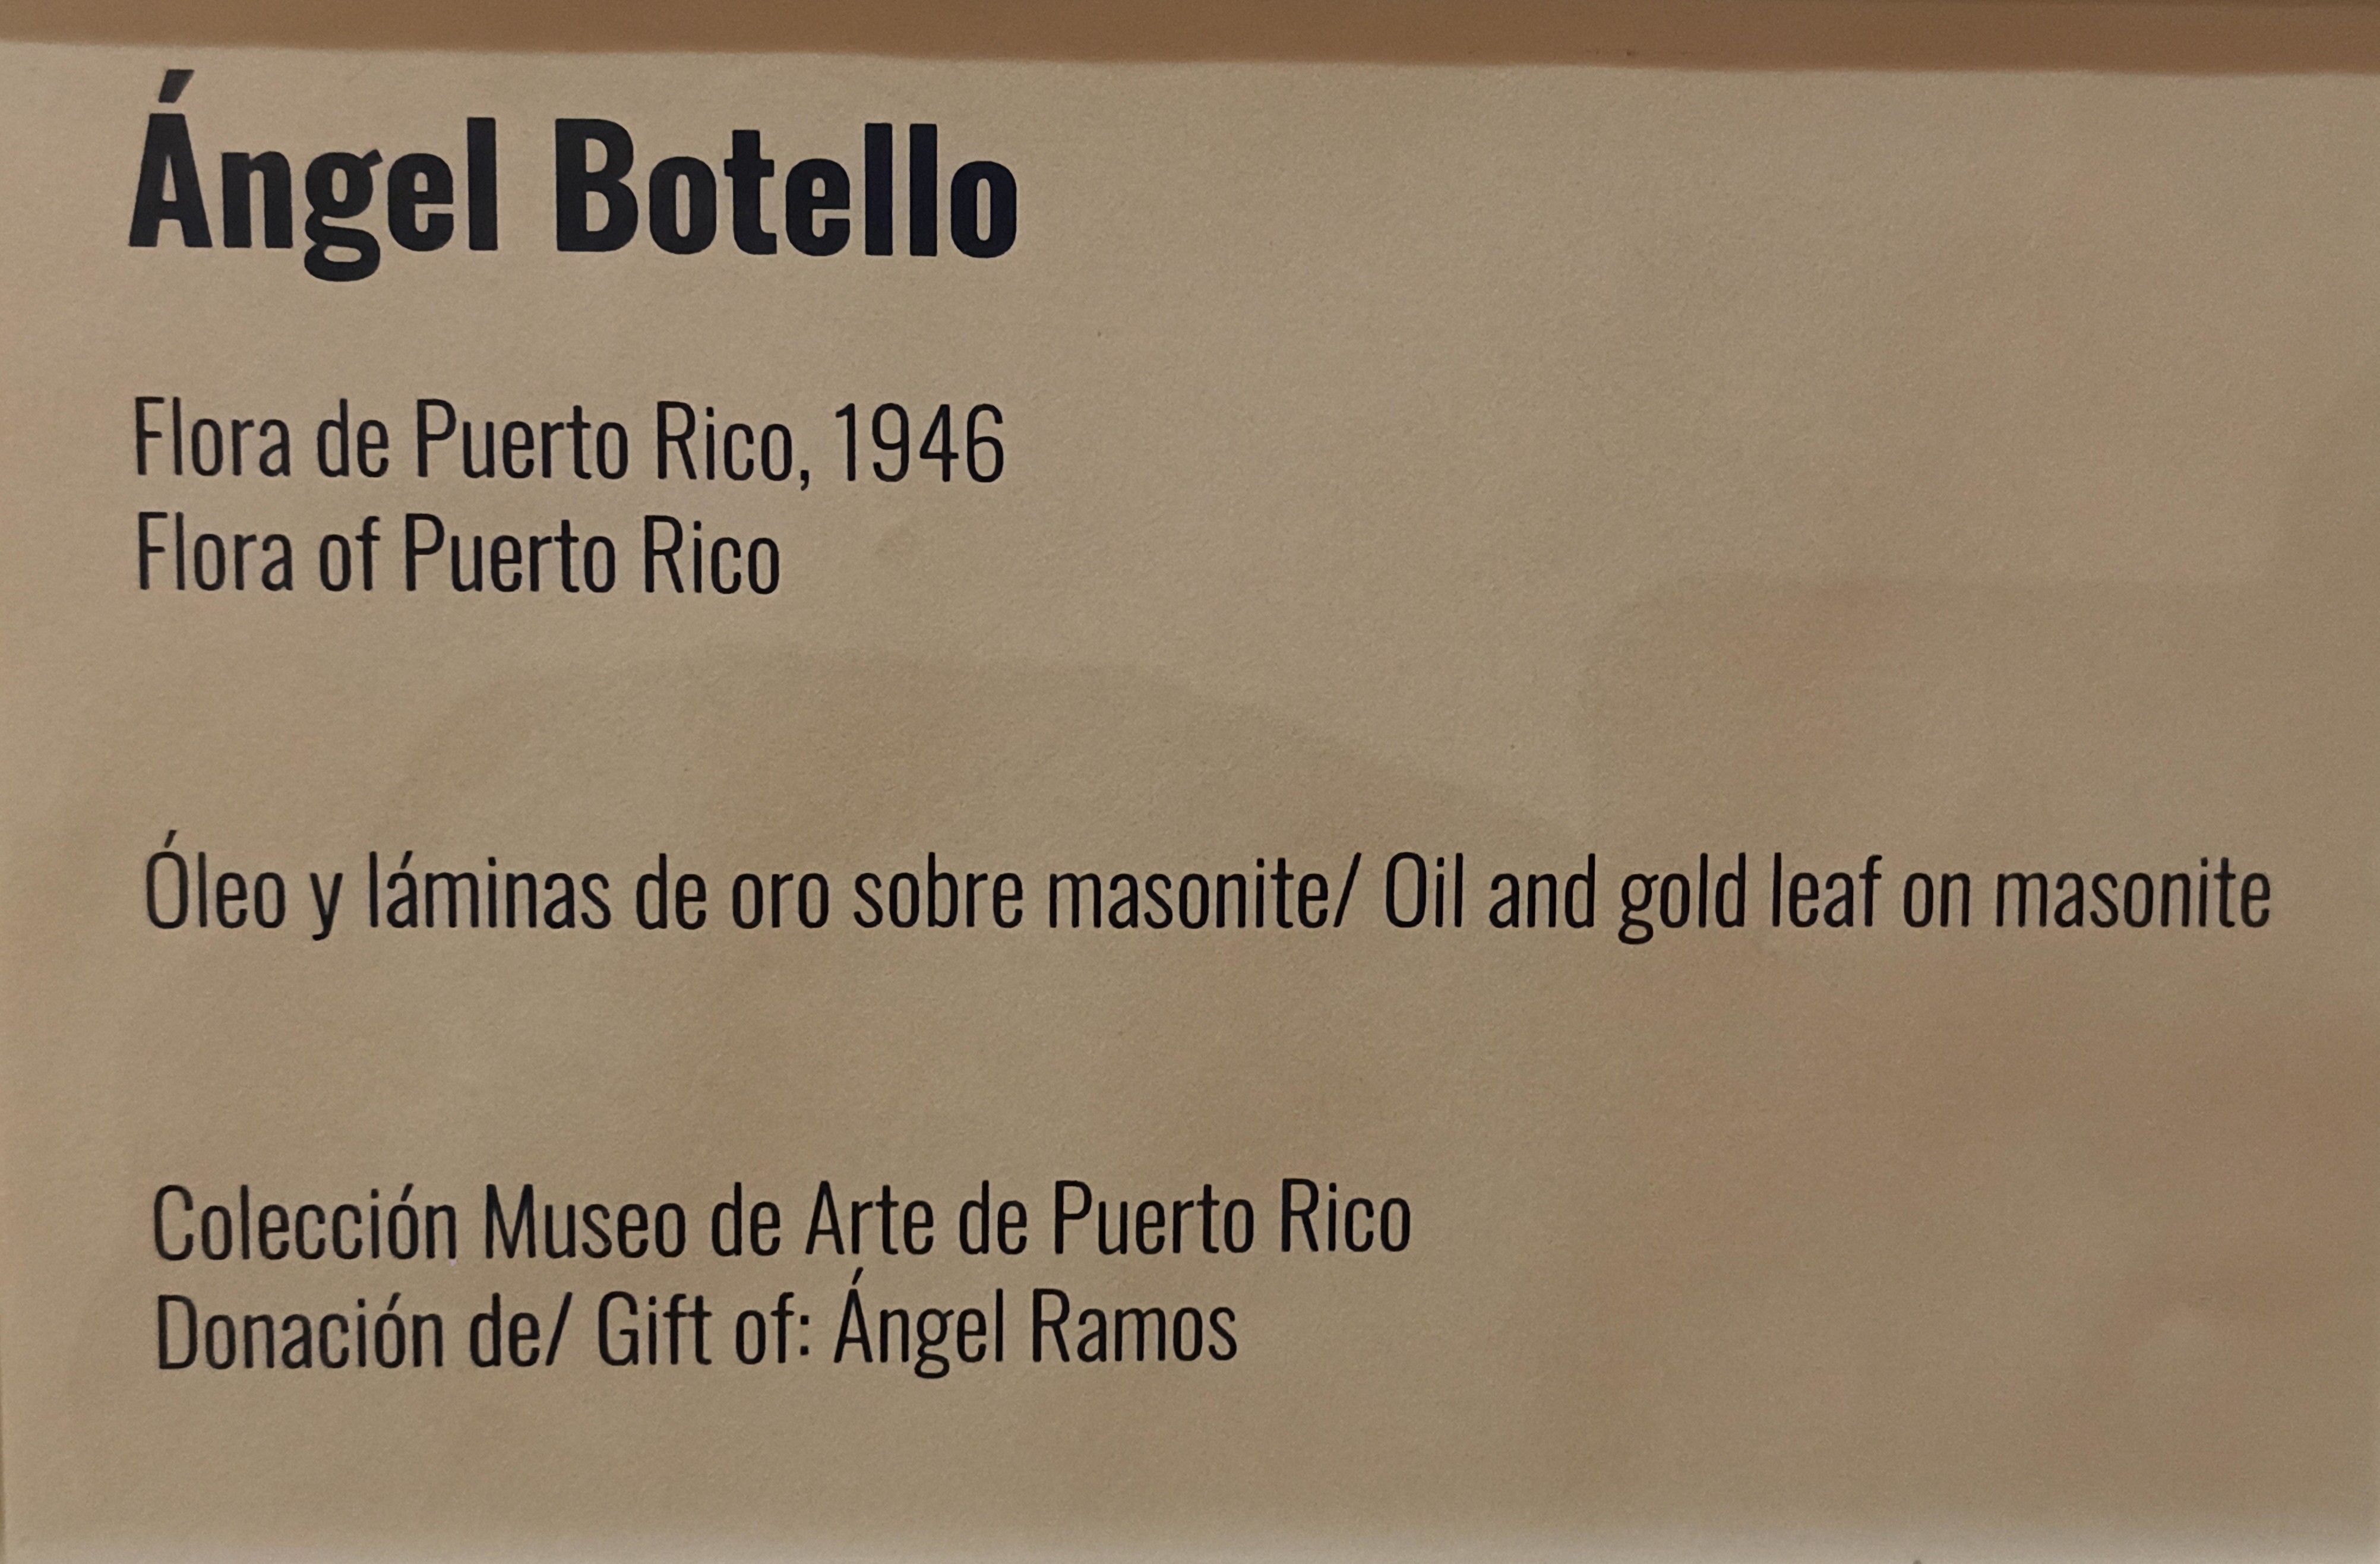 Ángel Botello
Flora de Puerto Rico, 1946
Flora of Puerto Rico
Óleo y láminas de oro sobre masonite/ Oil and gold leaf on masonite
Colección Museo de Arte de Puerto Rico
Donación de/ Gift of: Ángel Ramos